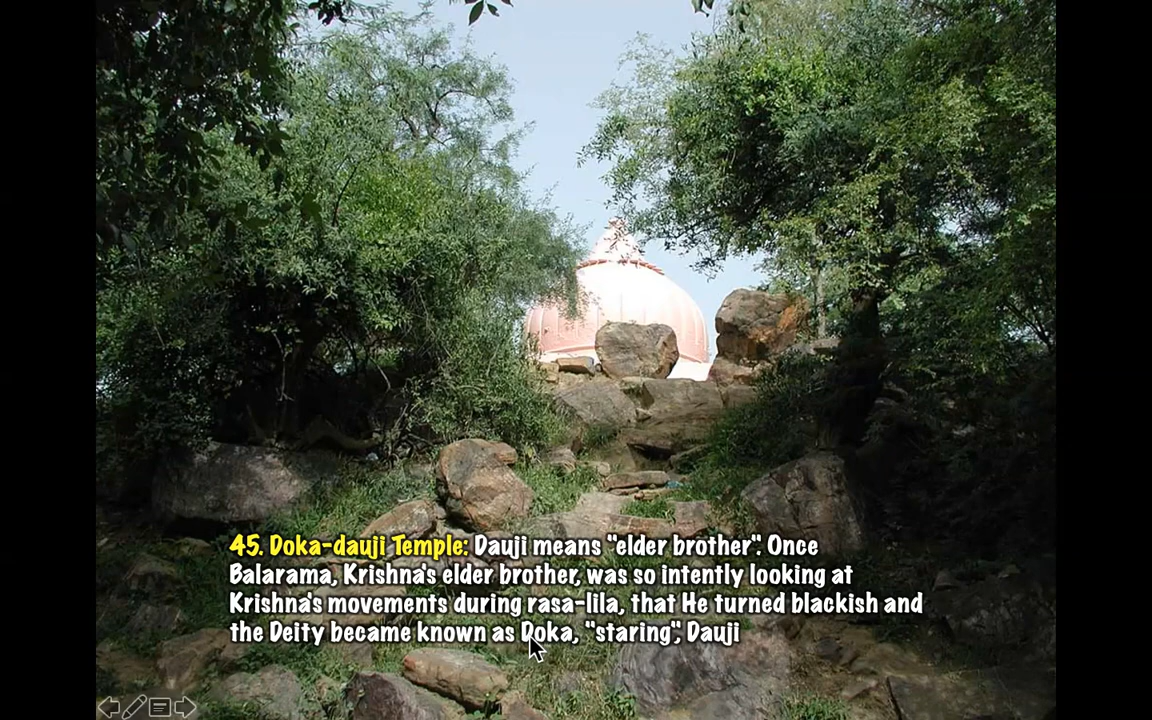 45. Doka-dauji Temple: Dauji means "elder brother". Once
Balarama, Krishna's elder brother, was so intently looking at
Krishna's movements during rasa-lila, that He turned blackish and
the Deity became known as Doka, "staring", Dauji